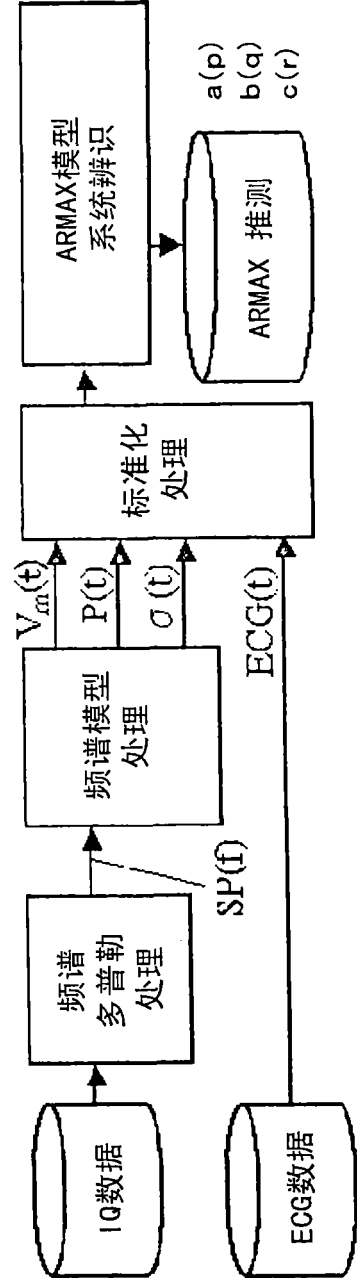 IQ数据
频谱
多普勒
处理
SP(f)
频谱模型
处理
Vm(t)
P(t)
σ(t)
ECG数据
ECG(t)
标准化
处理
ARMAX模型
系统辨识
ARMAX 推测
a(p)
b(q)
c(r)